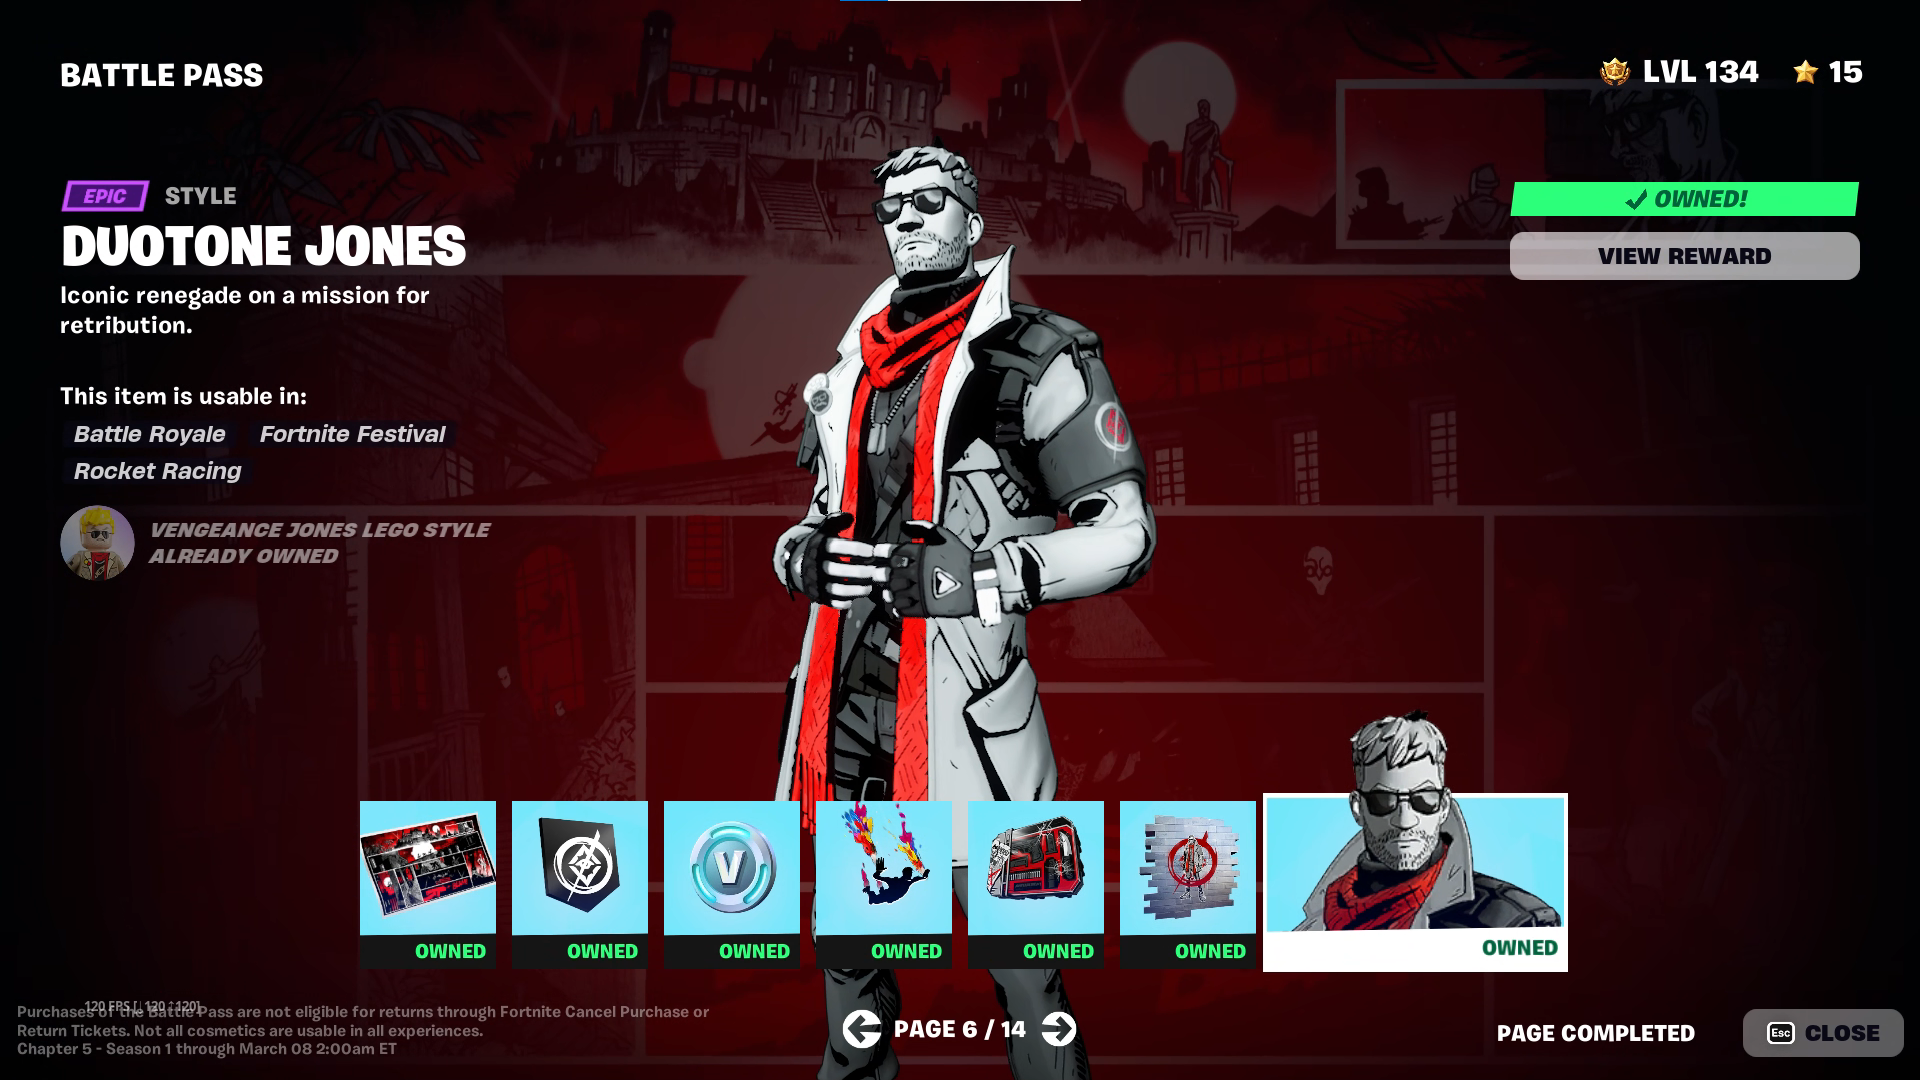 BATTLE PASS
LVL 134
15
EPIC
STYLE
DUOTONE JONES
Iconic renegade on a mission for
retribution.
This item is usable in:
Battle Royale
Fortnite Festival
Rocket Racing
VENGEANCE JONES LEGO STYLE
ALREADY OWNED
OWNED!
VIEW REWARD
V
OWNED
OWNED
OWNED
OWNED
OWNED
OWNED
OWNED
120 FPS [↓120 ↑120]
Purchases of the Battle Pass are not eligible for returns through Fortnite Cancel Purchase or
Return Tickets. Not all cosmetics are usable in all experiences.
Chapter 5 - Season 1 through March 08 2:00am ET
PAGE 6 / 14
PAGE COMPLETED
Esc
CLOSE